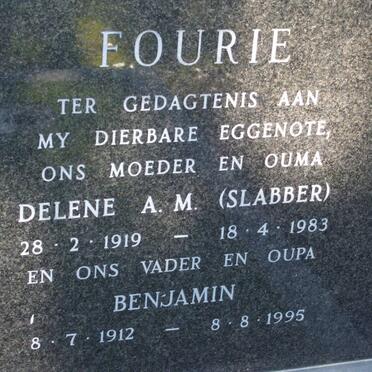 FOURIE
TER GEDAGTENIS AAN
MY DIERBARE EGGENOTE,
ONS MOEDER EN OUMA
DELENE A. M. (SLABBER)
28 · 2 · 1919 — 18 · 4 · 1983
EN ONS VADER EN OUPA
BENJAMIN
8 · 7 · 1912 — 8 · 8 · 1995